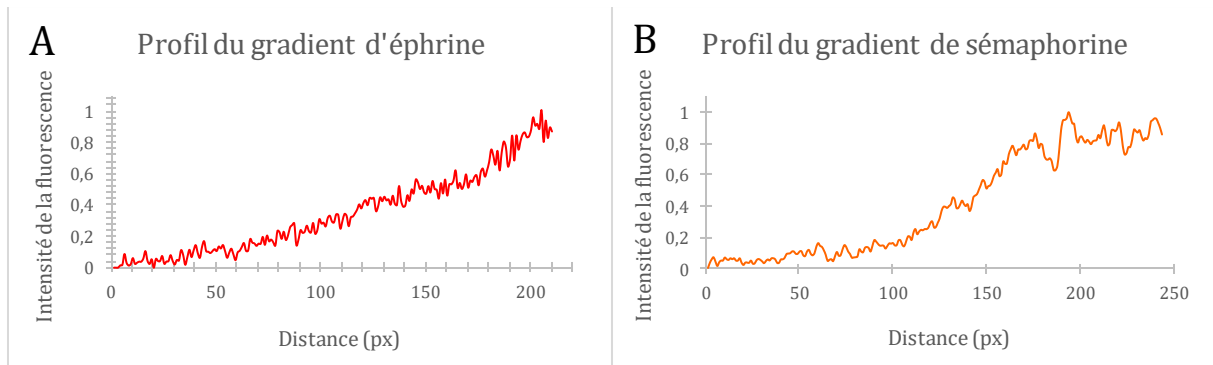 A
Profil du gradient d'éphrine
Intensité de la fluorescence
1
0,8
0,6
0,4
0,2
0
0 50 100 150 200
Distance (px)
B
Profil du gradient de sémaphorine
Intensité de la fluorescence
1
0,8
0,6
0,4
0,2
0
0 50 100 150 200 250
Distance (px)